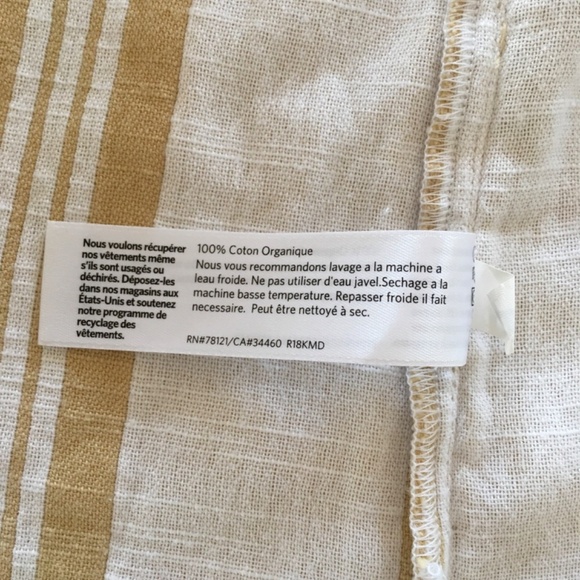 Nous voulons récupérer
nos vêtements même
s'ils sont usagés ou
déchirés. Déposez-les
dans nos magasins aux
États-Unis et soutenez
notre programme de
recyclage des
vêtements.
100% Coton Organique
Nous vous recommandons lavage a la machine a
leau froide. Ne pas utiliser d'eau javel.Sechage a la
machine basse temperature. Repasser froide il fait
necessaire. Peut être nettoyé à sec.
RN#78121/CA#34460 R18KMD